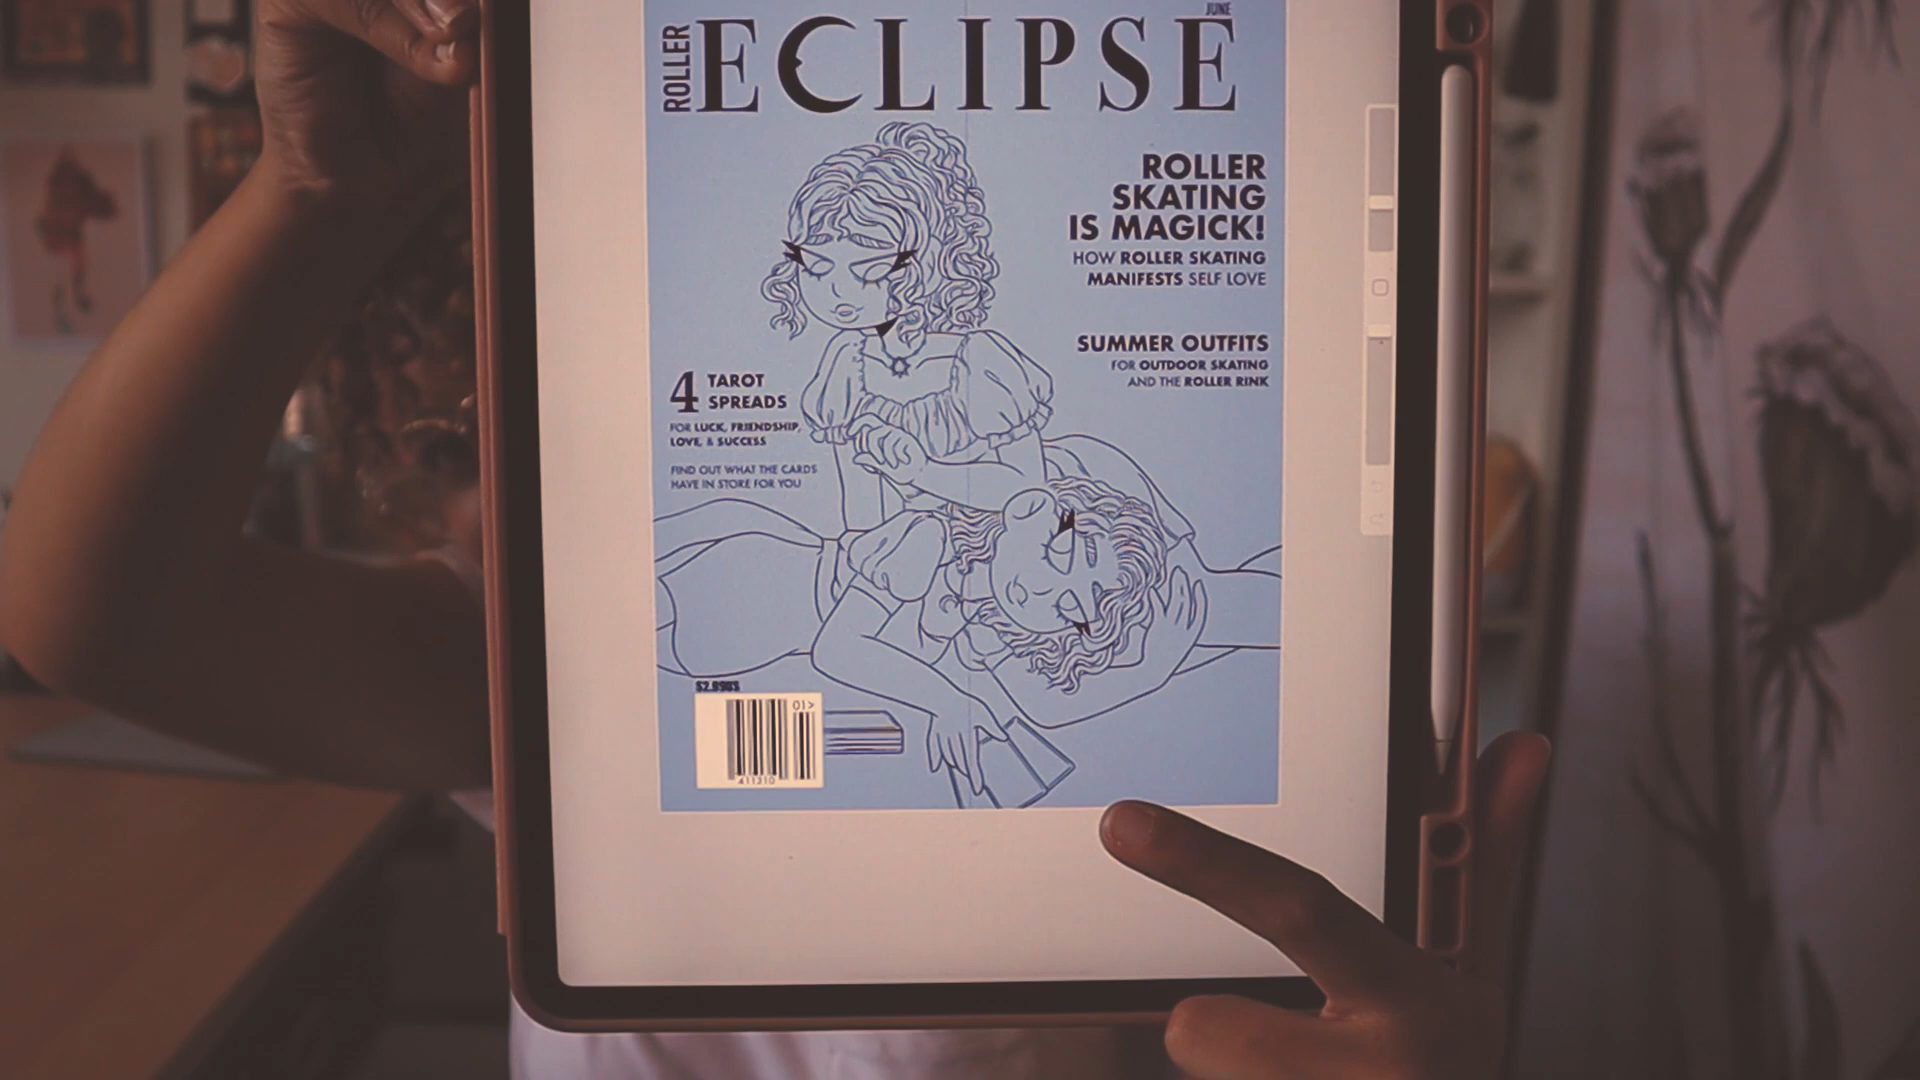 JUNE
ROLLER
ECLIPSE
ROLLER
SKATING
IS MAGICK!
HOW ROLLER SKATING
MANIFESTS SELF LOVE
SUMMER OUTFITS
FOR OUTDOOR SKATING
AND THE ROLLER RINK
4 TAROT
SPREADS
FOR LUCK, FRIENDSHIP,
LOVE, & SUCCESS
FIND OUT WHAT THE CARDS
HAVE IN STORE FOR YOU
01>
411310